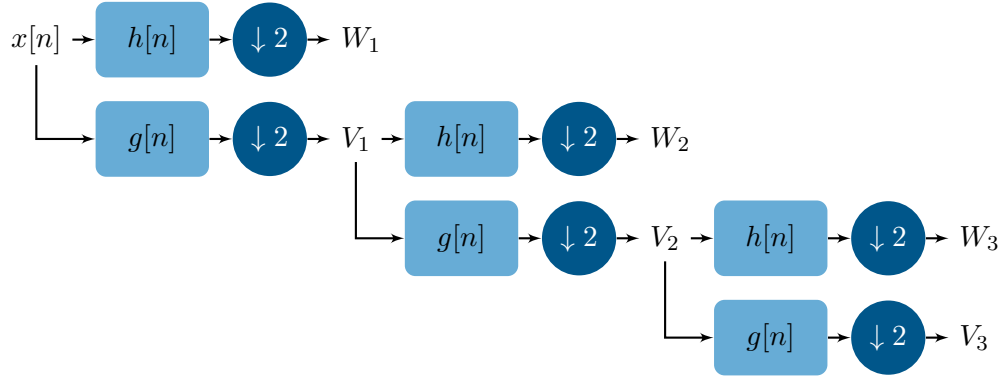 x[n] h[n] ↓ 2 W₁
g[n] ↓ 2 V₁ h[n] ↓ 2 W₂
g[n] ↓ 2 V₂ h[n] ↓ 2 W₃
g[n] ↓ 2 V₃